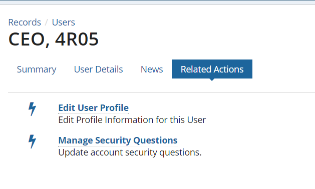 Records / Users
CEO, 4R05
Summary User Details News Related Actions
Edit User Profile
Edit Profile Information for this User
Manage Security Questions
Update account security questions.